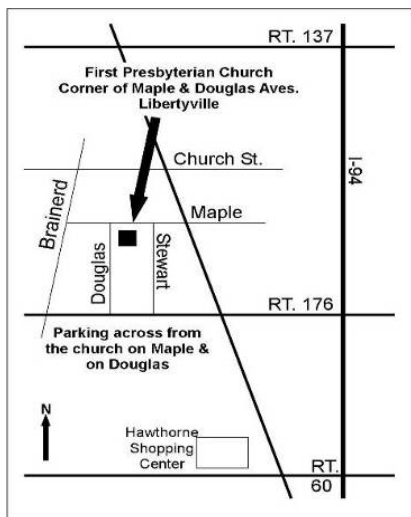 RT. 137
First Presbyterian Church
Corner of Maple & Douglas Aves.
Libertyville
Church St.
I-94
Maple
Brainerd
Douglas
Stewart
RT. 176
Parking across from
the church on Maple &
on Douglas
N
Hawthorne
Shopping
Center
RT.
60